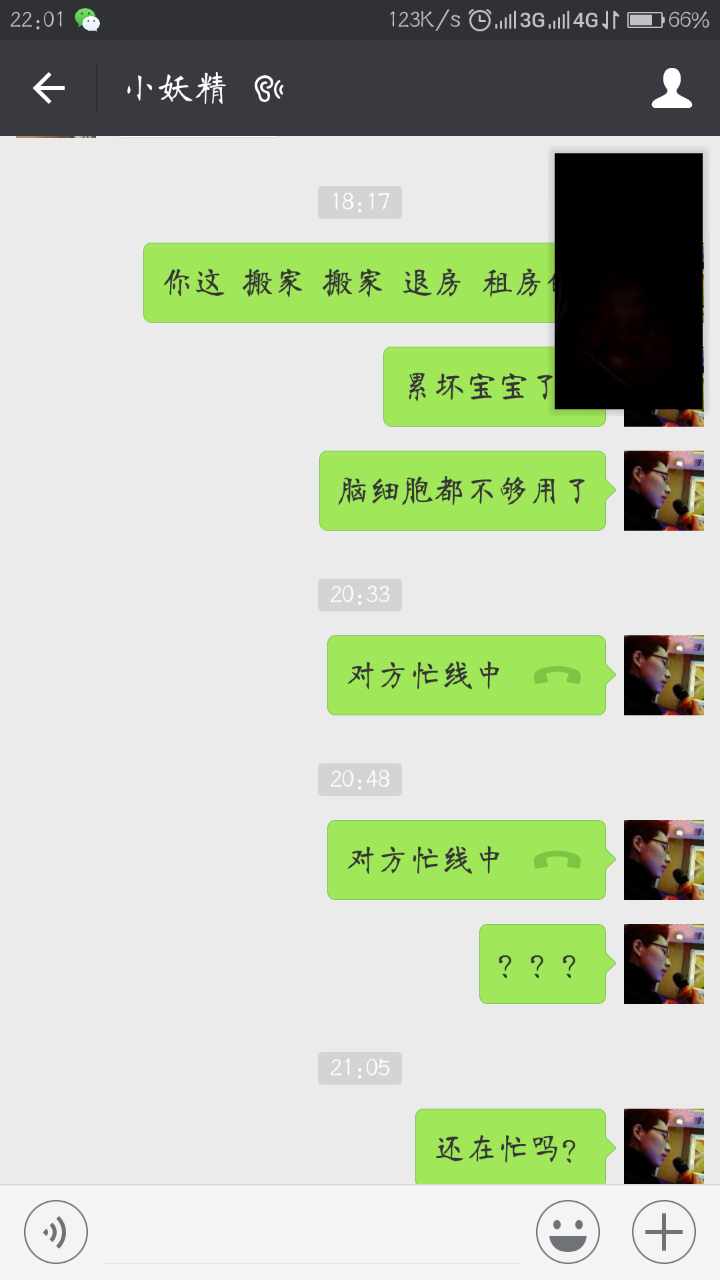 22:01
123K/s 3G 4G 66%
小妖精
18:17
你这 搬家 搬家 退房 租房
累坏宝宝了
脑细胞都不够用了
20:33
对方忙线中
20:48
对方忙线中
？？？
21:05
还在忙吗?